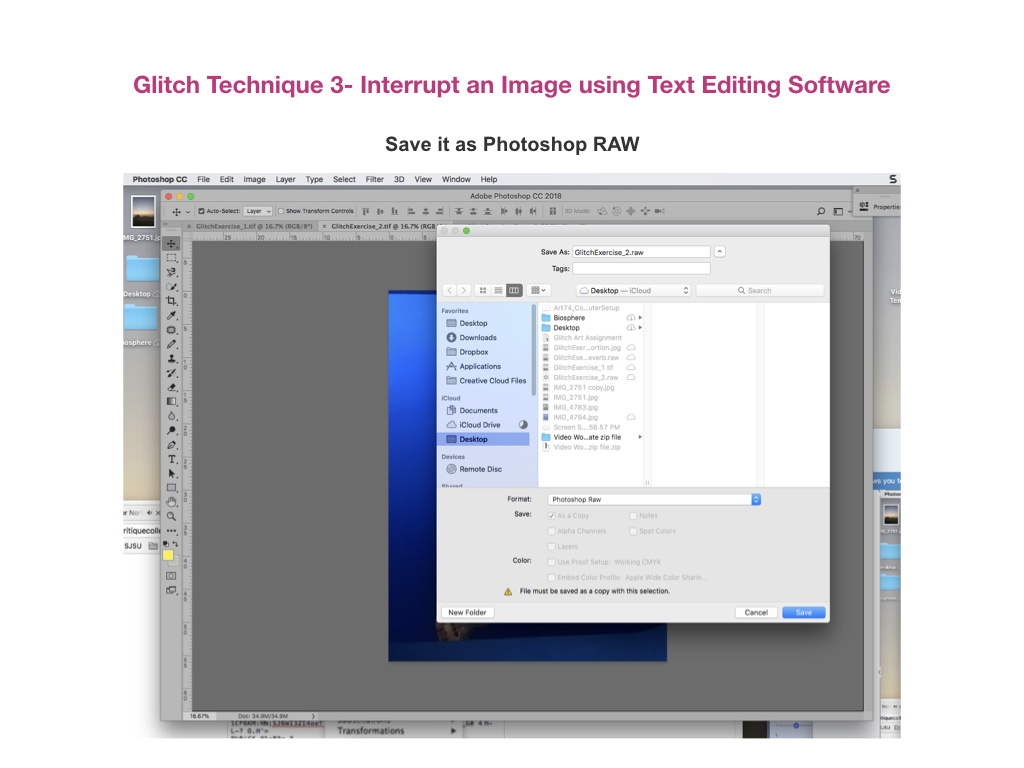 Glitch Technique 3- Interrupt an Image using Text Editing Software
Save it as Photoshop RAW
Photoshop CC File Edit Image Layer Type Select Filter 3D View Window Help
Adobe Photoshop CC 2018
Auto-Select: Layer Show Transform Controls 3D Mode:
Properties
GlitchExercise_1.tif @ 16.7% (RGB/8*) GlitchExercise_2.tif @ 16.7% (RGB/8
IMG_2751.j
Desktop
iosphere
Save As: GlitchExercise_2.raw
Tags:
Desktop — iCloud
Search
Favorites
Desktop
Downloads
Dropbox
Applications
Creative Cloud Files
iCloud
Documents
iCloud Drive
Desktop
Devices
Remote Disc
Shared
Art74_Co...uterSetup
Biosphere
Desktop
Glitch Art Assignment
GlitchExer...ortion.jpg
GlitchExe...everb.raw
GlitchExercise_1.tif
GlitchExercise_2.raw
IMG_2751 copy.jpg
IMG_2751.jpg
IMG_4783.jpg
IMG_4794.jpg
Screen S....56.57 PM
Video Wo...ate zip file
Video Wo...zip file.zip
Format: Photoshop Raw
Save: As a Copy Notes
Alpha Channels Spot Colors
Layers
Color: Use Proof Setup: Working CMYK
Embed Color Profile: Apple Wide Color Sharin...
File must be saved as a copy with this selection.
New Folder Cancel Save
ritiquecoll
SJSU
16.67% Doc: 34.9M/34.9M
Transformations